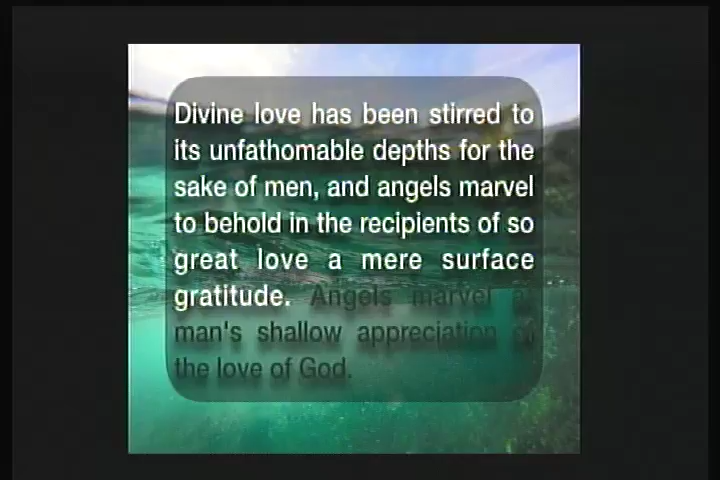 Divine love has been stirred to
its unfathomable depths for the
sake of men, and angels marvel
to behold in the recipients of so
great love a mere surface
gratitude. Angels marvel at
man's shallow appreciation of
the love of God.